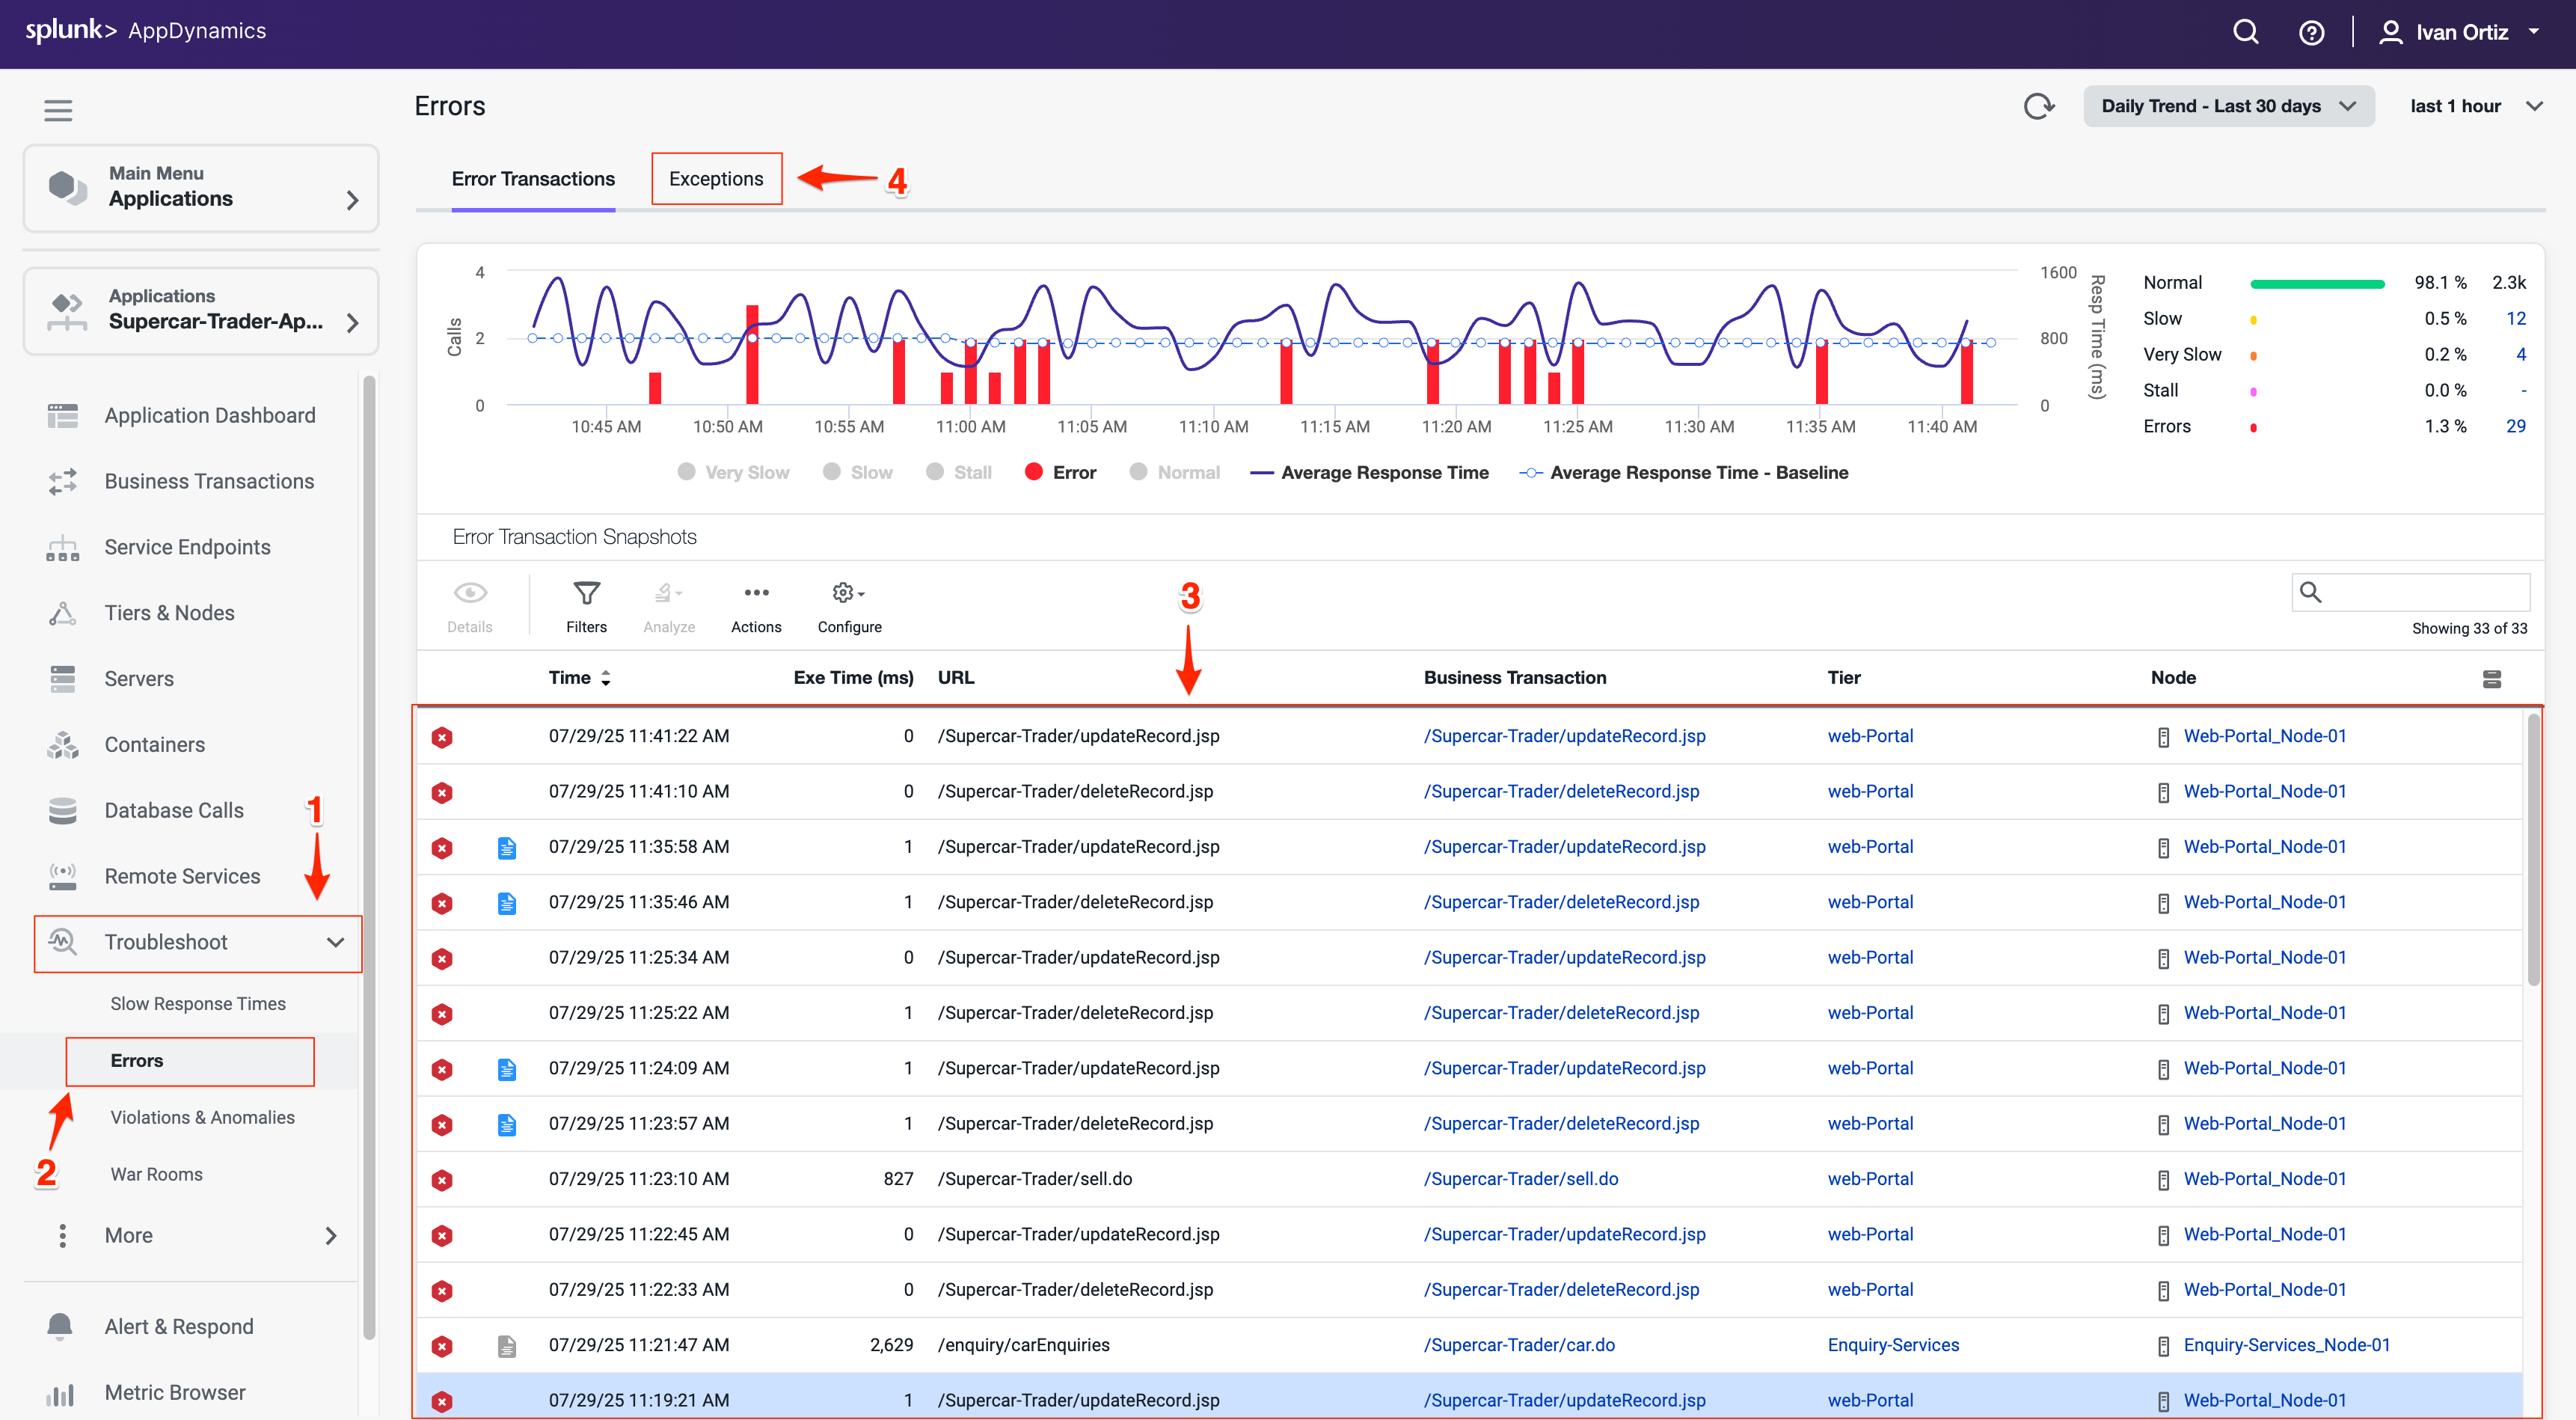 splunk> AppDynamics
Ivan Ortiz
Main Menu
Applications
Applications
Supercar-Trader-Ap...
Application Dashboard
Business Transactions
Service Endpoints
Tiers & Nodes
Servers
Containers
Database Calls
1
Remote Services
Troubleshoot
Slow Response Times
Errors
Violations & Anomalies
2
War Rooms
More
Alert & Respond
Metric Browser
Errors
Daily Trend - Last 30 days
last 1 hour
Error Transactions
Exceptions
4
4
2
0
Calls
1600
800
0
Resp Time (ms)
10:45 AM 10:50 AM 10:55 AM 11:00 AM 11:05 AM 11:10 AM 11:15 AM 11:20 AM 11:25 AM 11:30 AM 11:35 AM 11:40 AM
Very Slow Slow Stall Error Normal Average Response Time Average Response Time - Baseline
Normal 98.1 % 2.3k
Slow 0.5 % 12
Very Slow 0.2 % 4
Stall 0.0 % -
Errors 1.3 % 29
Error Transaction Snapshots
Details Filters Analyze Actions Configure
3
Showing 33 of 33
Time Exe Time (ms) URL Business Transaction Tier Node
07/29/25 11:41:22 AM 0 /Supercar-Trader/updateRecord.jsp /Supercar-Trader/updateRecord.jsp web-Portal Web-Portal_Node-01
07/29/25 11:41:10 AM 0 /Supercar-Trader/deleteRecord.jsp /Supercar-Trader/deleteRecord.jsp web-Portal Web-Portal_Node-01
07/29/25 11:35:58 AM 1 /Supercar-Trader/updateRecord.jsp /Supercar-Trader/updateRecord.jsp web-Portal Web-Portal_Node-01
07/29/25 11:35:46 AM 1 /Supercar-Trader/deleteRecord.jsp /Supercar-Trader/deleteRecord.jsp web-Portal Web-Portal_Node-01
07/29/25 11:25:34 AM 0 /Supercar-Trader/updateRecord.jsp /Supercar-Trader/updateRecord.jsp web-Portal Web-Portal_Node-01
07/29/25 11:25:22 AM 1 /Supercar-Trader/deleteRecord.jsp /Supercar-Trader/deleteRecord.jsp web-Portal Web-Portal_Node-01
07/29/25 11:24:09 AM 1 /Supercar-Trader/updateRecord.jsp /Supercar-Trader/updateRecord.jsp web-Portal Web-Portal_Node-01
07/29/25 11:23:57 AM 1 /Supercar-Trader/deleteRecord.jsp /Supercar-Trader/deleteRecord.jsp web-Portal Web-Portal_Node-01
07/29/25 11:23:10 AM 827 /Supercar-Trader/sell.do /Supercar-Trader/sell.do web-Portal Web-Portal_Node-01
07/29/25 11:22:45 AM 0 /Supercar-Trader/updateRecord.jsp /Supercar-Trader/updateRecord.jsp web-Portal Web-Portal_Node-01
07/29/25 11:22:33 AM 0 /Supercar-Trader/deleteRecord.jsp /Supercar-Trader/deleteRecord.jsp web-Portal Web-Portal_Node-01
07/29/25 11:21:47 AM 2,629 /enquiry/carEnquiries /Supercar-Trader/car.do Enquiry-Services Enquiry-Services_Node-01
07/29/25 11:19:21 AM 1 /Supercar-Trader/updateRecord.jsp /Supercar-Trader/updateRecord.jsp web-Portal Web-Portal_Node-01